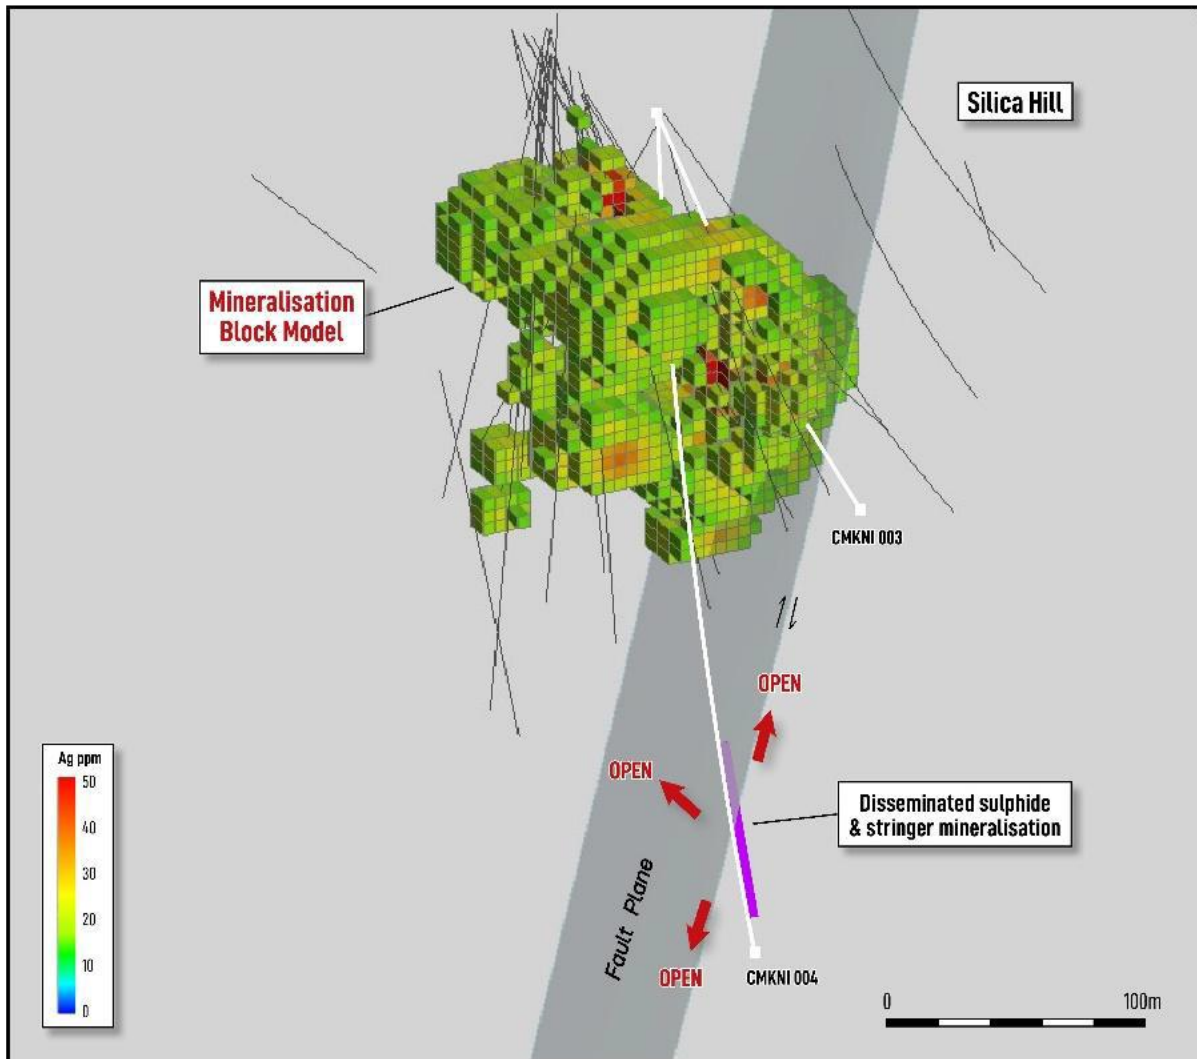 Silica Hill
Mineralisation
Block Model
CMKNI 003
OPEN
OPEN
Ag ppm
50
40
30
20
10
0
Disseminated sulphide
& stringer mineralisation
Fault Plane
OPEN
CMKNI 004
0
100m